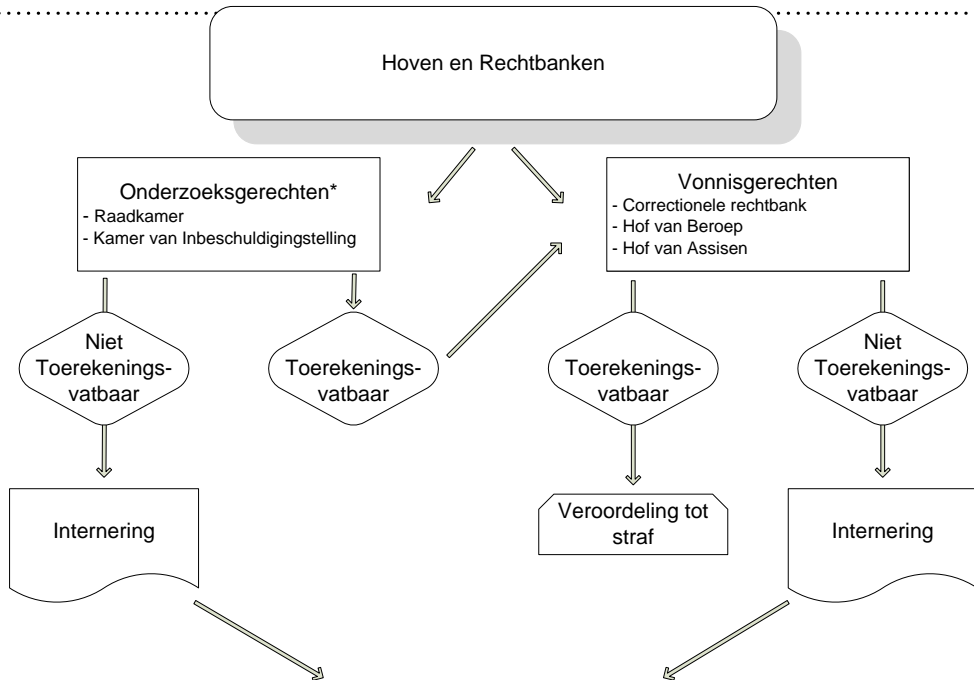 Hoven en Rechtbanken
Onderzoeksgerechten*
- Raadkamer
- Kamer van Inbeschuldigingstelling
Vonnisgerechten
- Correctionele rechtbank
- Hof van Beroep
- Hof van Assisen
Niet
Toerekenings-
vatbaar
Toerekenings-
vatbaar
Toerekenings-
vatbaar
Niet
Toerekenings-
vatbaar
Internering
Veroordeling tot
straf
Internering